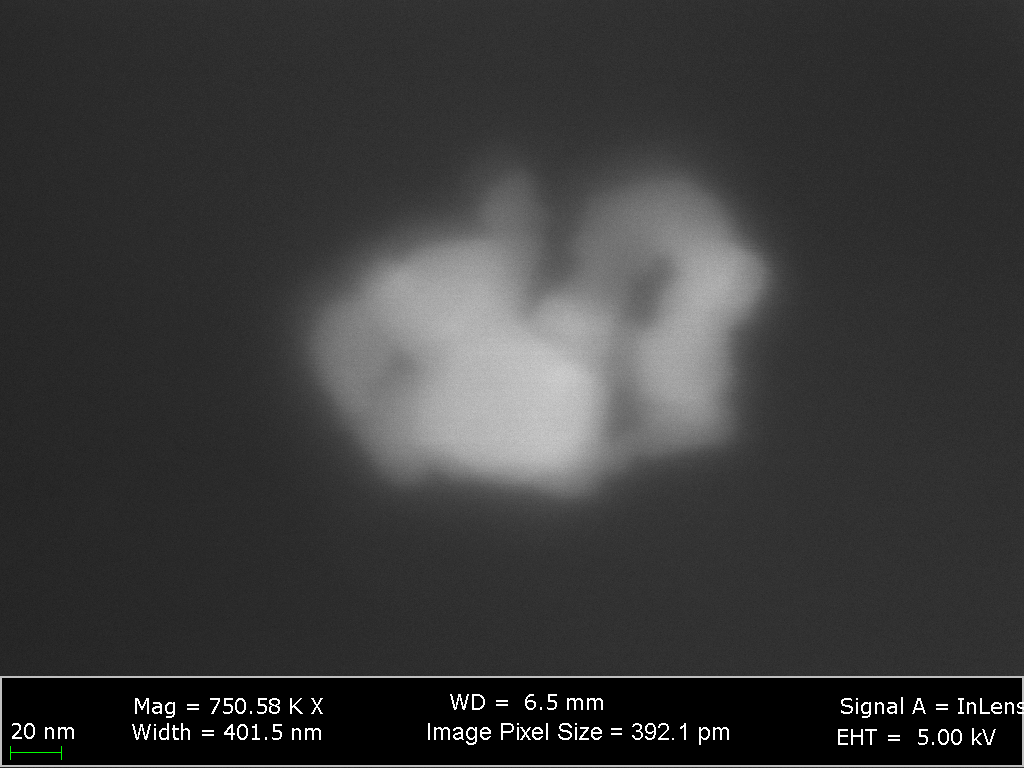 20 nm
Mag = 750.58 K X
Width = 401.5 nm
WD = 6.5 mm
Image Pixel Size = 392.1 pm
Signal A = InLens
EHT = 5.00 kV